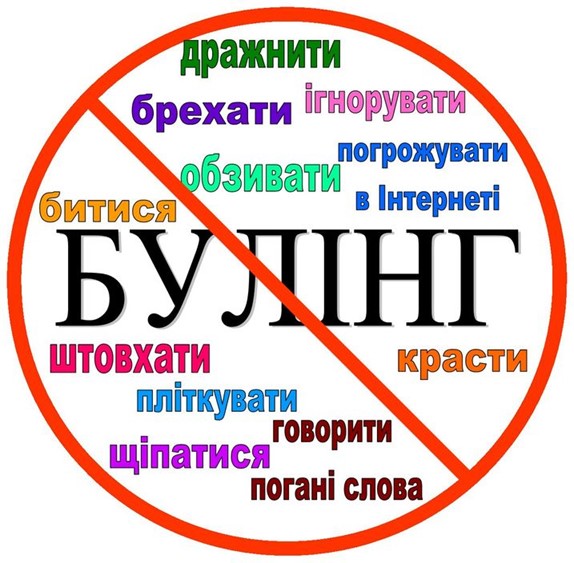 дражнити
брехати
ігнорувати
обзивати
погрожувати
в Інтернеті
битися
БУЛІНГ
штовхати
красти
пліткувати
говорити
щіпатися
погані слова